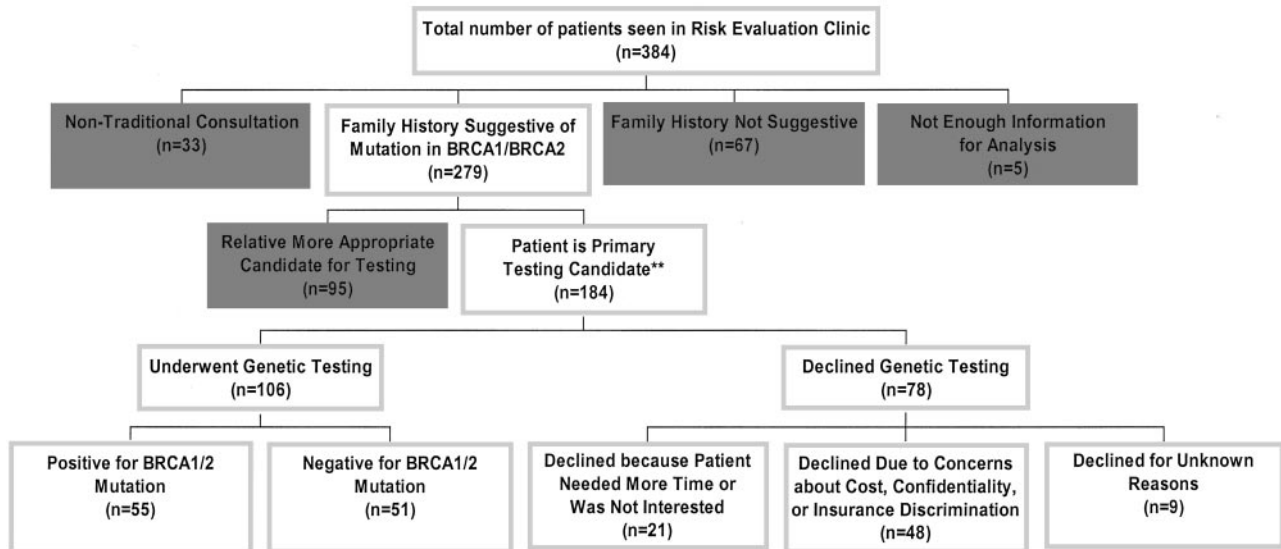 Total number of patients seen in Risk Evaluation Clinic
(n=384)
Non-Traditional Consultation
(n=33)
Family History Suggestive of
Mutation in BRCA1/BRCA2
(n=279)
Family History Not Suggestive
(n=67)
Not Enough Information
for Analysis
(n=5)
Relative More Appropriate
Candidate for Testing
(n=95)
Patient is Primary
Testing Candidate**
(n=184)
Underwent Genetic Testing
(n=106)
Declined Genetic Testing
(n=78)
Positive for BRCA1/2
Mutation
(n=55)
Negative for BRCA1/2
Mutation
(n=51)
Declined because Patient
Needed More Time or
Was Not Interested
(n=21)
Declined Due to Concerns
about Cost, Confidentiality,
or Insurance Discrimination
(n=48)
Declined for Unknown
Reasons
(n=9)